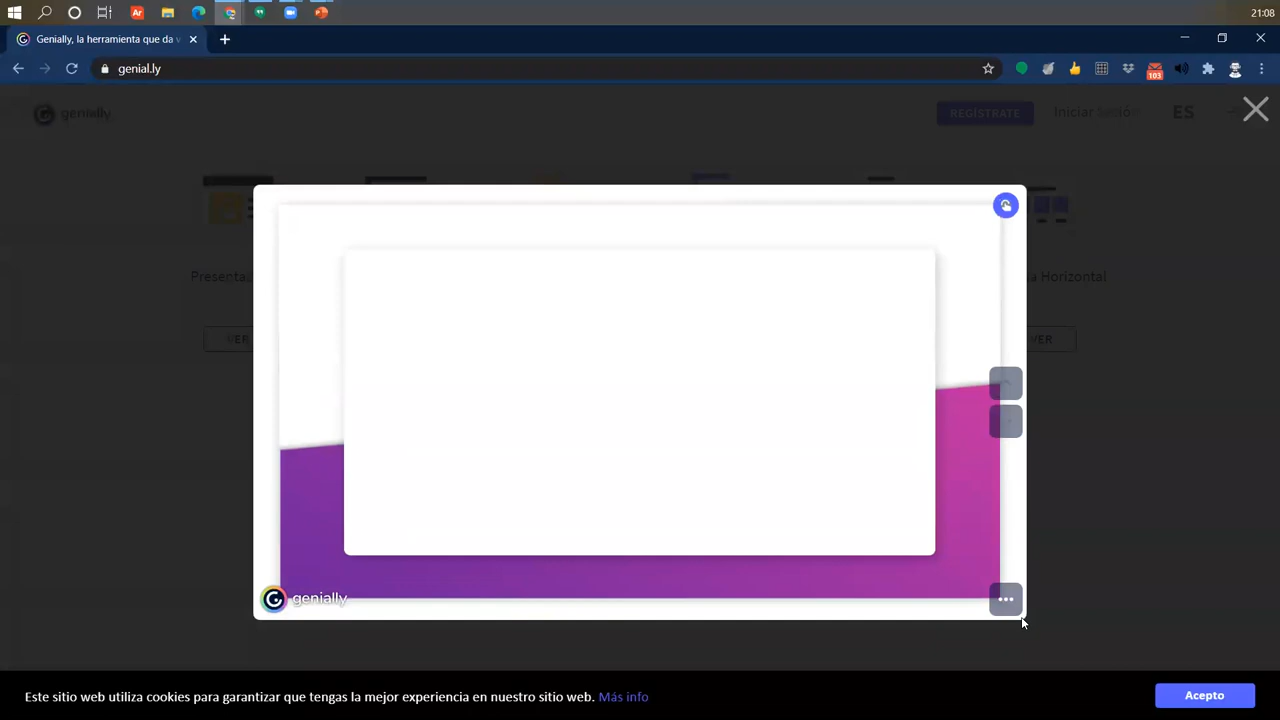 21:08
Genially, la herramienta que da v
genial.ly
103
genially
REGÍSTRATE
Iniciar sesión
ES
Presenta
a Horizontal
VER
VER
genially
Este sitio web utiliza cookies para garantizar que tengas la mejor experiencia en nuestro sitio web. Más info
Acepto